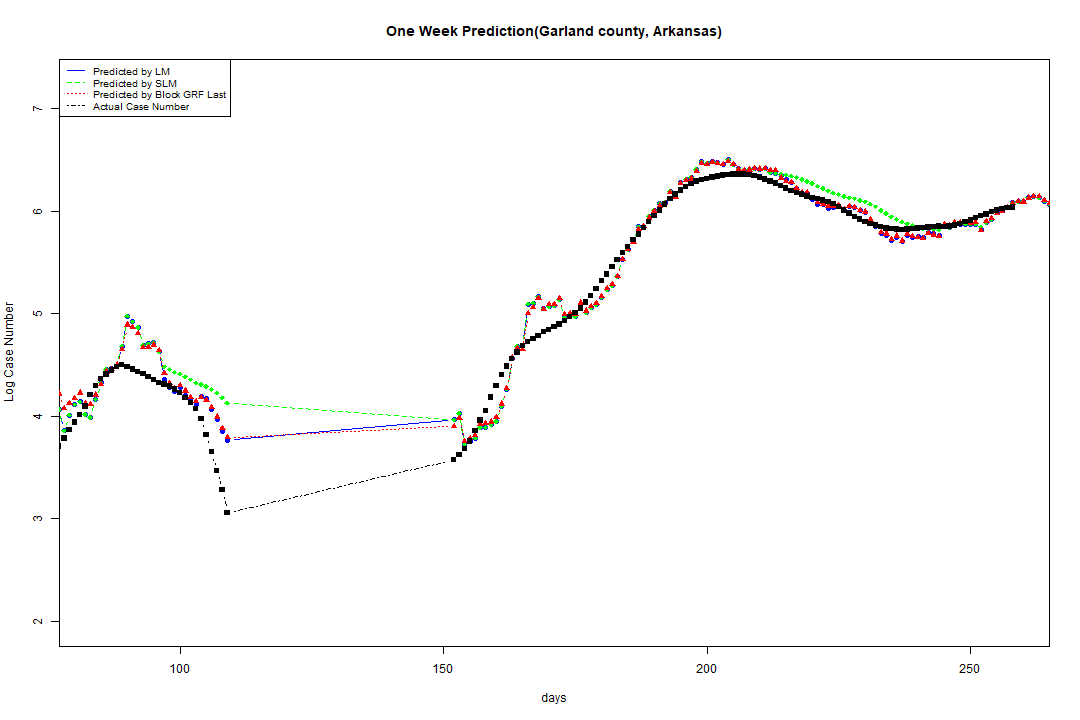 One Week Prediction(Garland county, Arkansas)
Predicted by LM
Predicted by SLM
Predicted by Block GRF Last
Actual Case Number
7
6
5
4
3
2
Log Case Number
100 150 200 250
days